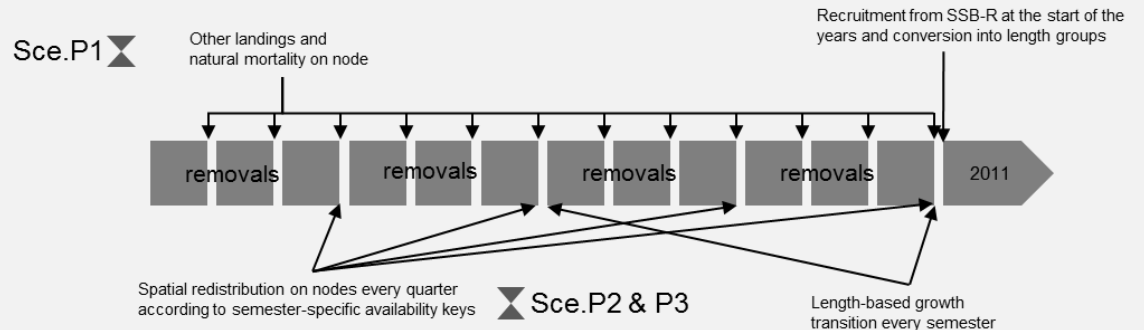 Recruitment from SSB-R at the start of the
years and conversion into length groups
Sce.P1
Other landings and
natural mortality on node
removals removals removals removals 2011
Spatial redistribution on nodes every quarter
according to semester-specific availability keys
Sce.P2 & P3
Length-based growth
transition every semester